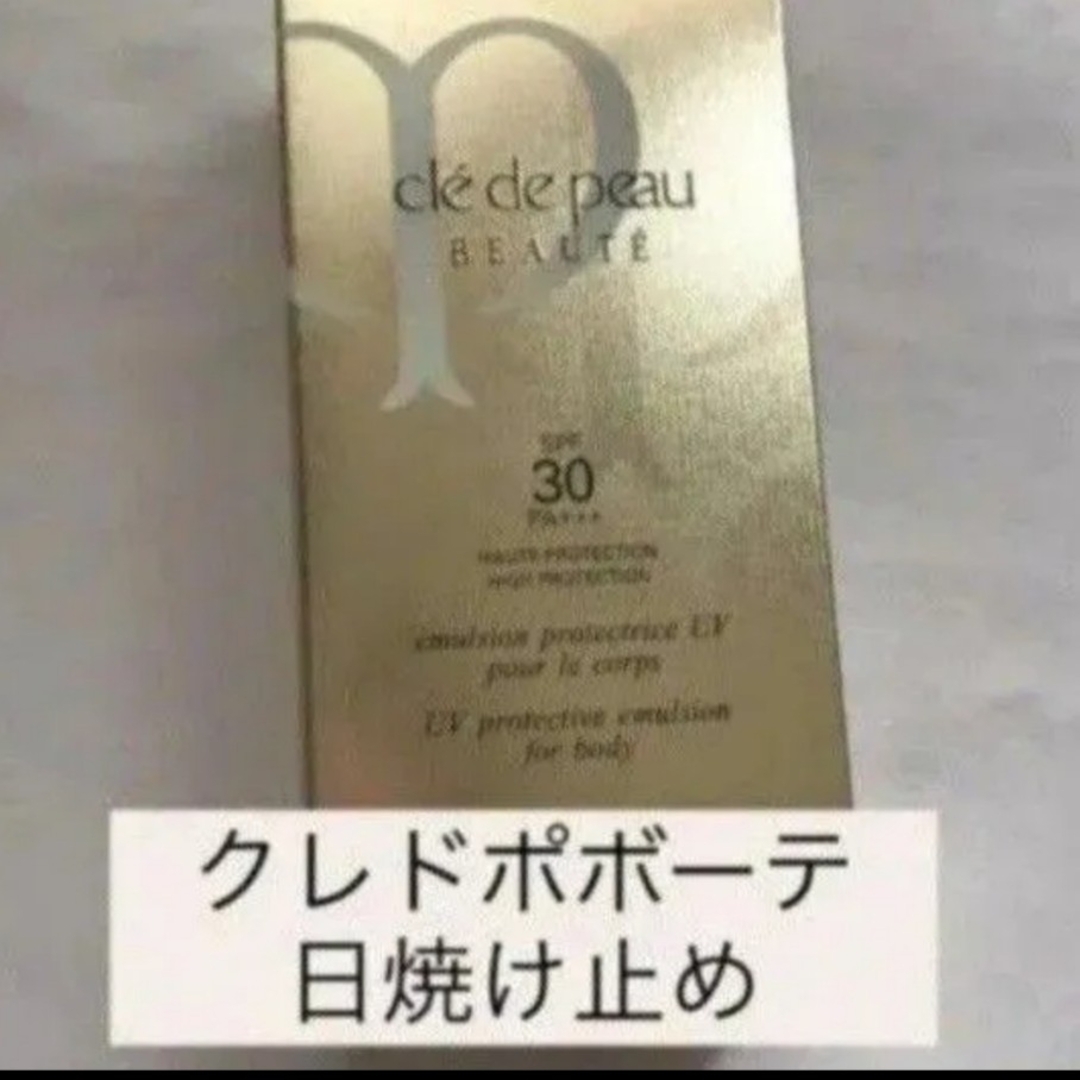 clé de peau
BEAUTÉ
SPF
30
PA+++
HAUTE PROTECTION
HIGH PROTECTION
emulsion protectrice UV
pour le corps
UV protective emulsion
for body
クレドポボーテ
日焼け止め